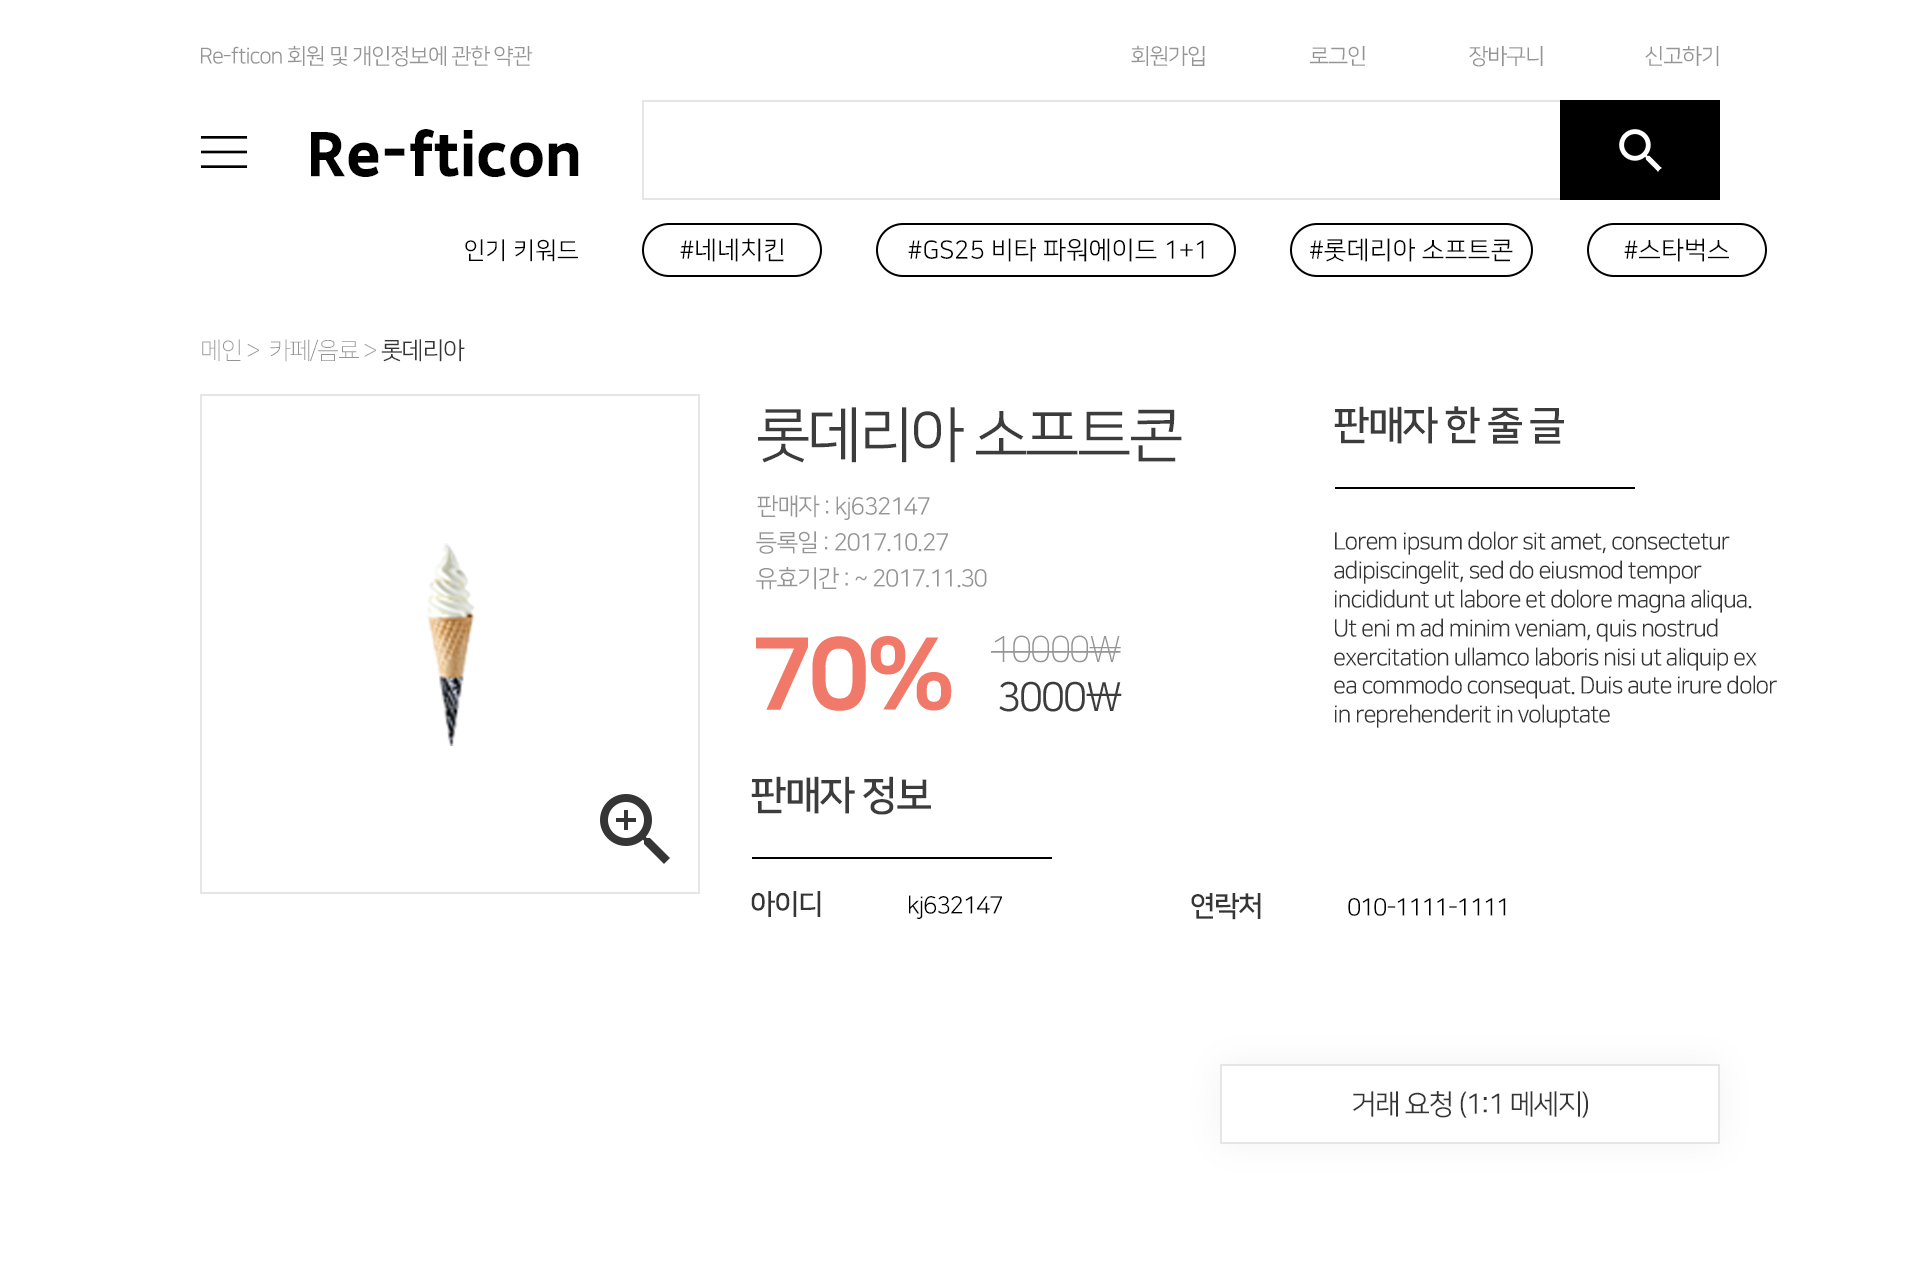 Re-fticon 회원 및 개인정보에 관한 약관
회원가입
로그인
장바구니
신고하기
Re-fticon
인기 키워드
#네네치킨
#GS25 비타 파워에이드 1+1
#롯데리아 소프트콘
#스타벅스
메인 > 카페/음료 > 롯데리아
롯데리아 소프트콘
판매자 : kj632147
등록일 : 2017.10.27
유효기간 : ~ 2017.11.30
70%
10000₩
3000₩
판매자 한 줄 글
Lorem ipsum dolor sit amet, consectetur
adipiscingelit, sed do eiusmod tempor
incididunt ut labore et dolore magna aliqua.
Ut eni m ad minim veniam, quis nostrud
exercitation ullamco laboris nisi ut aliquip ex
ea commodo consequat. Duis aute irure dolor
in reprehenderit in voluptate
판매자 정보
아이디
kj632147
연락처
010-1111-1111
거래 요청 (1:1 메세지)